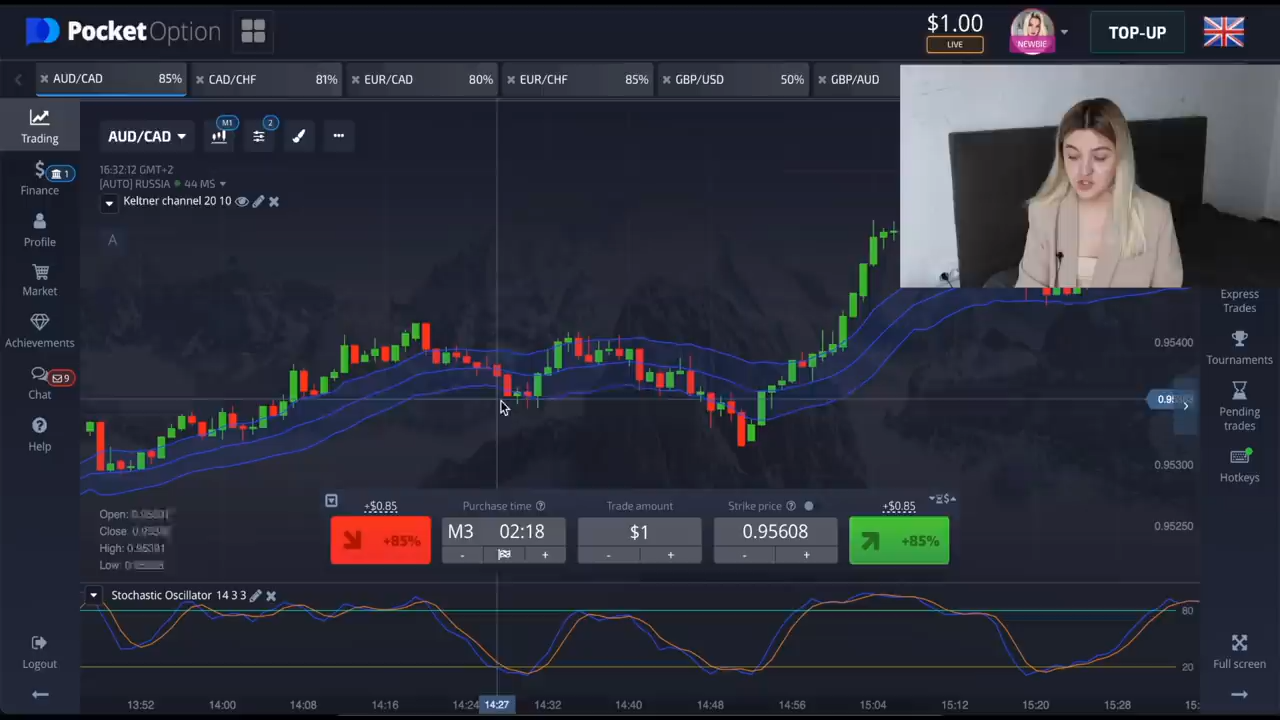 PocketOption
$1.00
LIVE
NEWBIE
TOP-UP
AUD/CAD 85%
CAD/CHF 81%
EUR/CAD 80%
EUR/CHF 85%
GBP/USD 50%
GBP/AUD
Trading
Finance
1
Profile
Market
Achievements
Chat
9
Help
Logout
AUD/CAD
M1
2
16:32:12 GMT+2
[AUTO] RUSSIA 44 MS
Keltner channel 20 10
A
Express
Trades
Tournaments
Pending
trades
Hotkeys
Full screen
0.95400
0.95300
0.95250
Open:
Close
High:
Low
+$0.85
Purchase time
Trade amount
Strike price
+$0.85
+85%
M3 02:18
$1
0.95608
+85%
- +
- +
- +
Stochastic Oscillator 14 3 3
80
20
13:52 14:00 14:08 14:16 14:24 14:27 14:32 14:40 14:48 14:56 15:04 15:12 15:20 15:28 15: